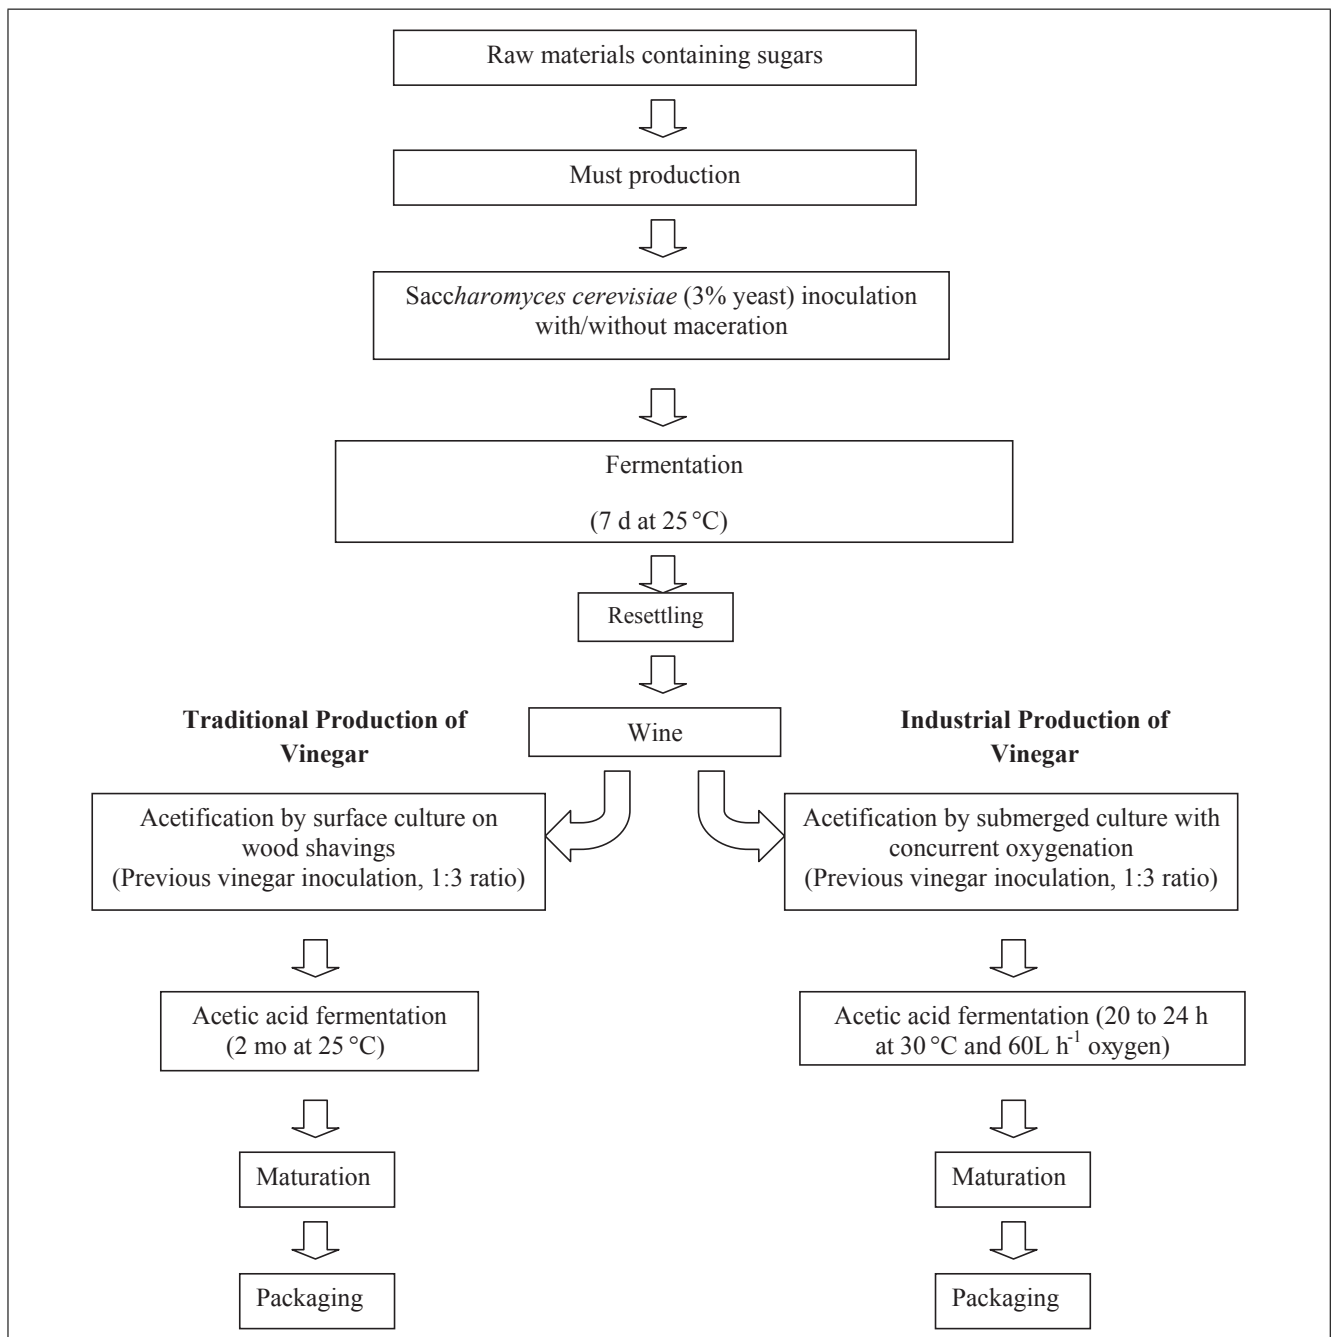 Raw materials containing sugars
Must production
Saccharomyces cerevisiae (3% yeast) inoculation
with/without maceration
Fermentation
(7 d at 25 °C)
Resettling
Wine
Traditional Production of
Vinegar
Acetification by surface culture on
wood shavings
(Previous vinegar inoculation, 1:3 ratio)
Acetic acid fermentation
(2 mo at 25 °C)
Maturation
Packaging
Industrial Production of
Vinegar
Acetification by submerged culture with
concurrent oxygenation
(Previous vinegar inoculation, 1:3 ratio)
Acetic acid fermentation (20 to 24 h
at 30 °C and 60L h⁻¹ oxygen)
Maturation
Packaging